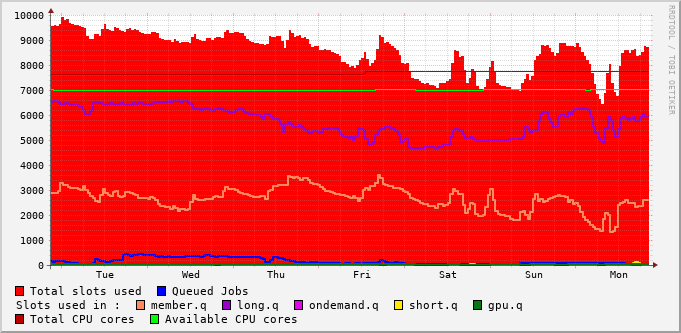 10000
9000
8000
7000
6000
5000
4000
3000
2000
1000
0
Tue Wed Thu Fri Sat Sun Mon
RRDTOOL / TOBI OETIKER
Total slots used Queued Jobs
Slots used in : member.q long.q ondemand.q short.q gpu.q
Total CPU cores Available CPU cores